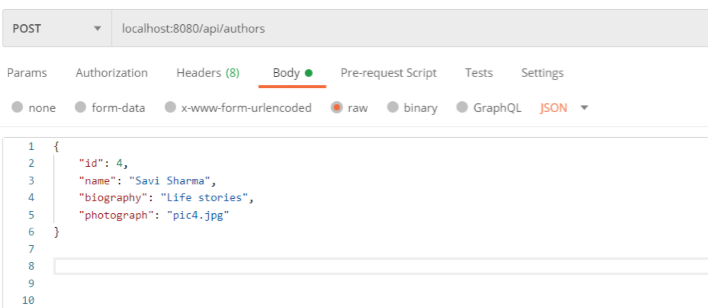 POST localhost:8080/api/authors
Params Authorization Headers (8) Body Pre-request Script Tests Settings
none form-data x-www-form-urlencoded raw binary GraphQL JSON
1 {
2 "id": 4,
3 "name": "Savi Sharma",
4 "biography": "Life stories",
5 "photograph": "pic4.jpg"
6 }
7
8
9
10